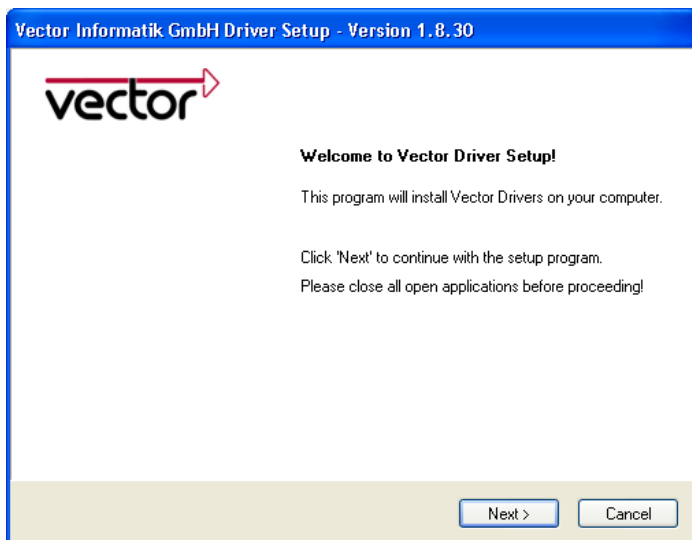 Vector Informatik GmbH Driver Setup - Version 1.8.30
vector
Welcome to Vector Driver Setup!
This program will install Vector Drivers on your computer.
Click 'Next' to continue with the setup program.
Please close all open applications before proceeding!
Next >
Cancel